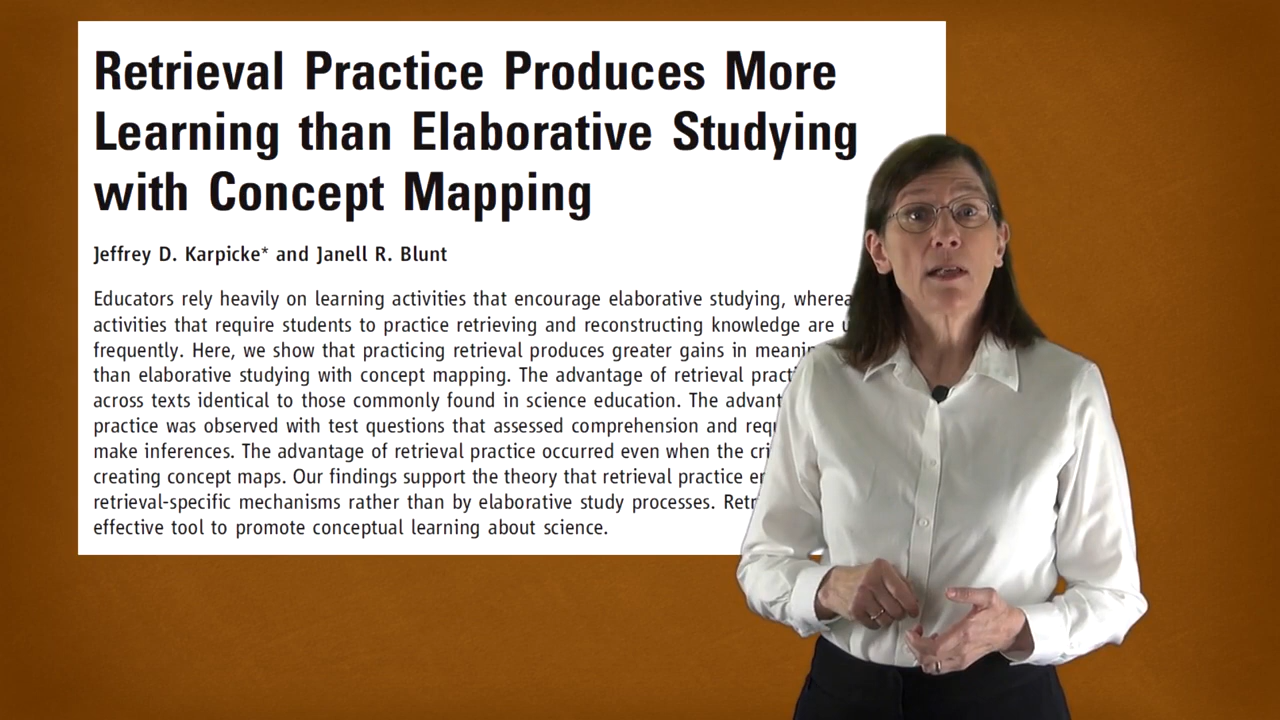 Retrieval Practice Produces More
Learning than Elaborative Studying
with Concept Mapping
Jeffrey D. Karpicke* and Janell R. Blunt
Educators rely heavily on learning activities that encourage elaborative studying,
activities that require students to practice retrieving and reconstructing knowledge are
frequently. Here, we show that practicing retrieval produces greater gains in
than elaborative studying with concept mapping. The advantage of retrieval
across texts identical to those commonly found in science education. The
practice was observed with test questions that assessed comprehension and
make inferences. The advantage of retrieval practice occurred even when the
creating concept maps. Our findings support the theory that retrieval practice
retrieval-specific mechanisms rather than by elaborative study processes.
effective tool to promote conceptual learning about science.